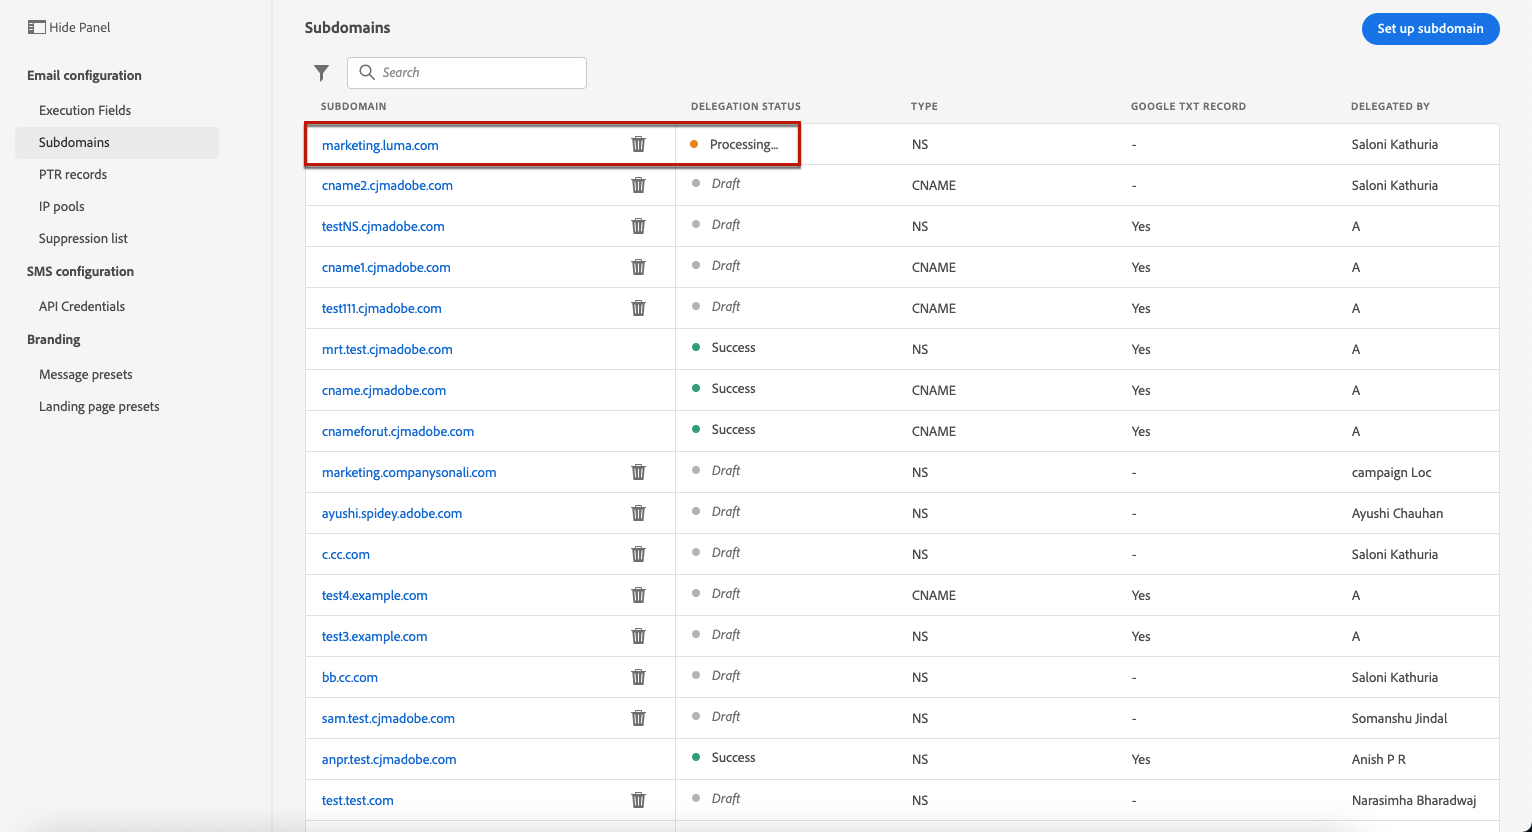 Hide Panel
Email configuration
Execution Fields
Subdomains
PTR records
IP pools
Suppression list
SMS configuration
API Credentials
Branding
Message presets
Landing page presets
Subdomains
Set up subdomain
Search
SUBDOMAIN DELEGATION STATUS TYPE GOOGLE TXT RECORD DELEGATED BY
marketing.luma.com Processing... NS - Saloni Kathuria
cname2.cjmadobe.com Draft CNAME - Saloni Kathuria
testNS.cjmadobe.com Draft NS Yes A
cname1.cjmadobe.com Draft CNAME Yes A
test111.cjmadobe.com Draft CNAME Yes A
mrt.test.cjmadobe.com Success NS Yes A
cname.cjmadobe.com Success CNAME Yes A
cnameforut.cjmadobe.com Success CNAME Yes A
marketing.companysonali.com Draft NS - campaign Loc
ayushi.spidey.adobe.com Draft NS - Ayushi Chauhan
c.cc.com Draft NS - Saloni Kathuria
test4.example.com Draft CNAME Yes A
test3.example.com Draft NS Yes A
bb.cc.com Draft NS - Saloni Kathuria
sam.test.cjmadobe.com Draft NS - Somanshu Jindal
anpr.test.cjmadobe.com Success NS Yes Anish P R
test.test.com Draft NS - Narasimha Bharadwaj